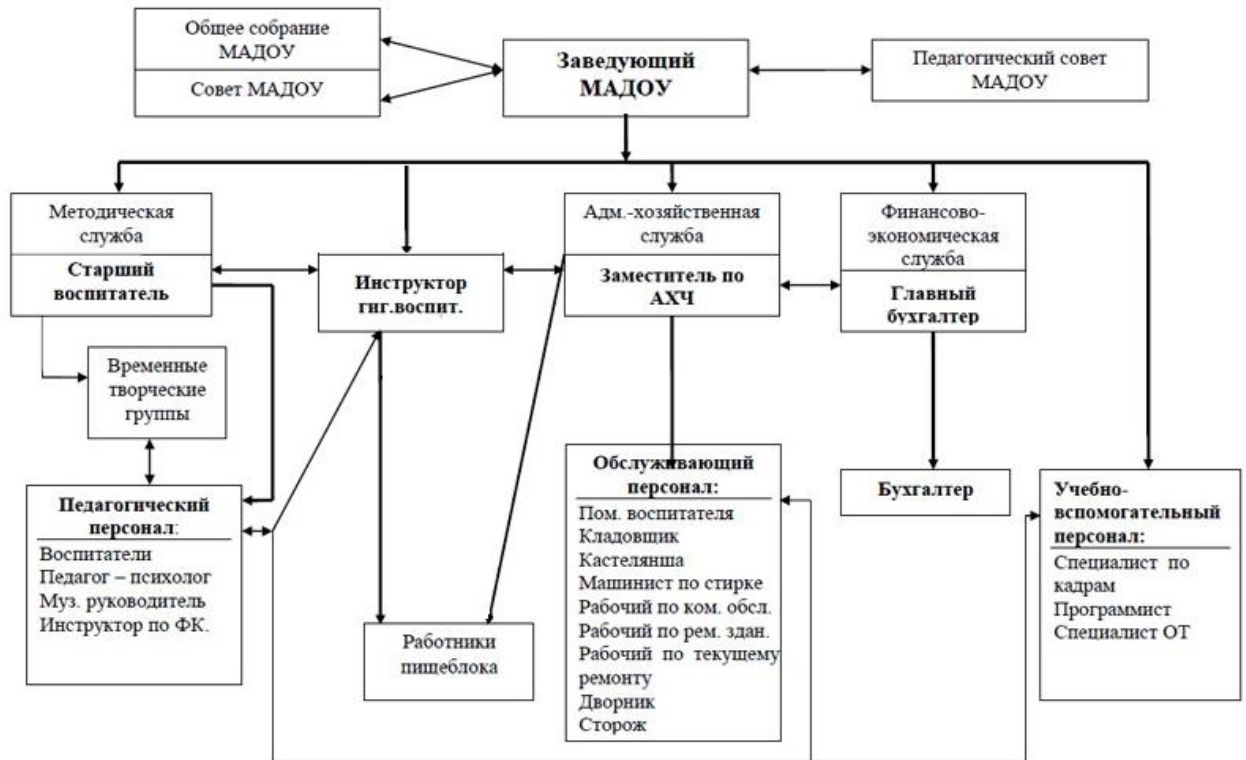 Общее собрание
МАДОУ
Совет МАДОУ
Заведующий
МАДОУ
Педагогический совет
МАДОУ
Методическая
служба
Старший
воспитатель
Инструктор
гиг.воспит.
Адм.-хозяйственная
служба
Заместитель по
АХЧ
Финансово-
экономическая
служба
Главный
бухгалтер
Временные
творческие
группы
Педагогический
персонал:
Воспитатели
Педагог – психолог
Муз. руководитель
Инструктор по ФК.
Работники
пищеблока
Обслуживающий
персонал:
Пом. воспитателя
Кладовщик
Кастелянша
Машинист по стирке
Рабочий по ком. обсл.
Рабочий по рем. здан.
Рабочий по текущему
ремонту
Дворник
Сторож
Бухгалтер
Учебно-
вспомогательный
персонал:
Специалист по
кадрам
Программист
Специалист ОТ